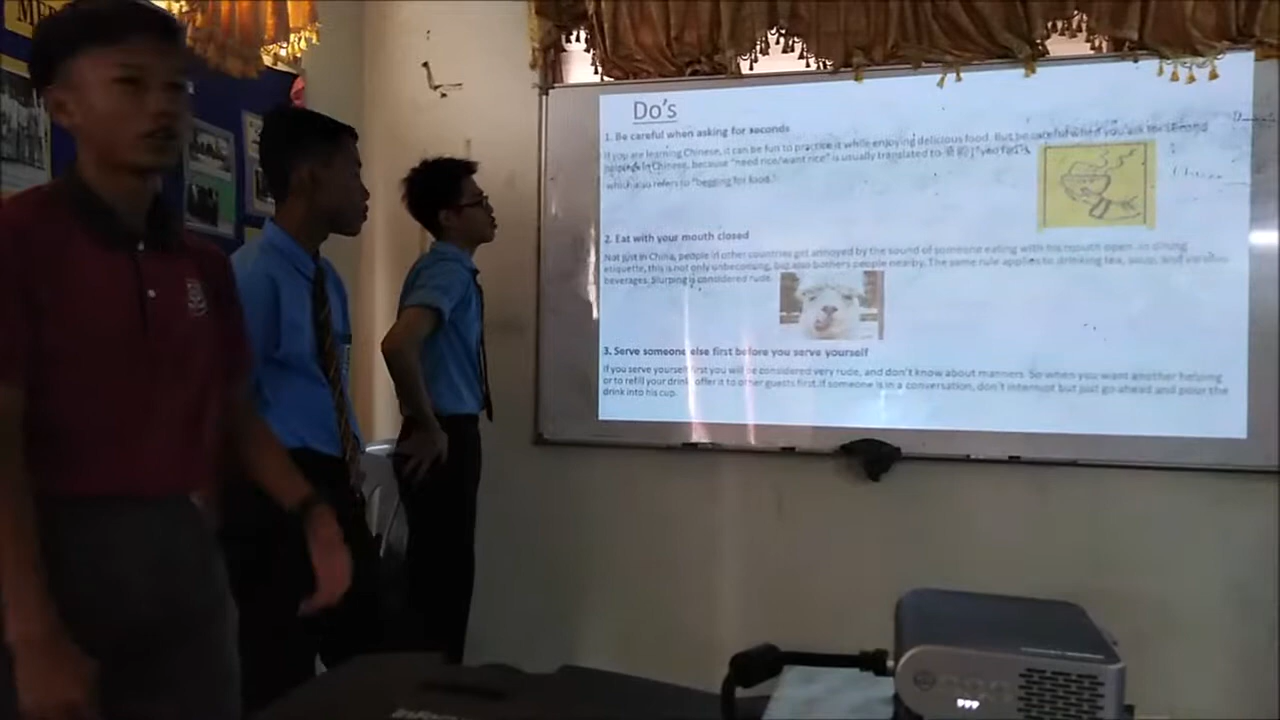 Do's
1. Be careful when asking for seconds
If you are learning Chinese, it can be fun to practice it while enjoying delicious food. But be careful when you ask for second
helpings in Chinese, because "need rice/want rice" is usually translated to
which also refers to "begging for food."
2. Eat with your mouth closed
Not just in China, people in other countries get annoyed by the sound of someone eating with his mouth open. In dining
etiquette, this is not only unbecoming, but also bothers people nearby. The same rule applies to drinking tea, soup, and
beverages. Slurping is considered rude.
3. Serve someone else first before you serve yourself
If you serve yourself first you will be considered very rude, and don't know about manners. So when you want another helping
or to refill your drink, offer it to other guests first.If someone is in a conversation, don't interrupt but just go ahead and pour the
drink into his cup.